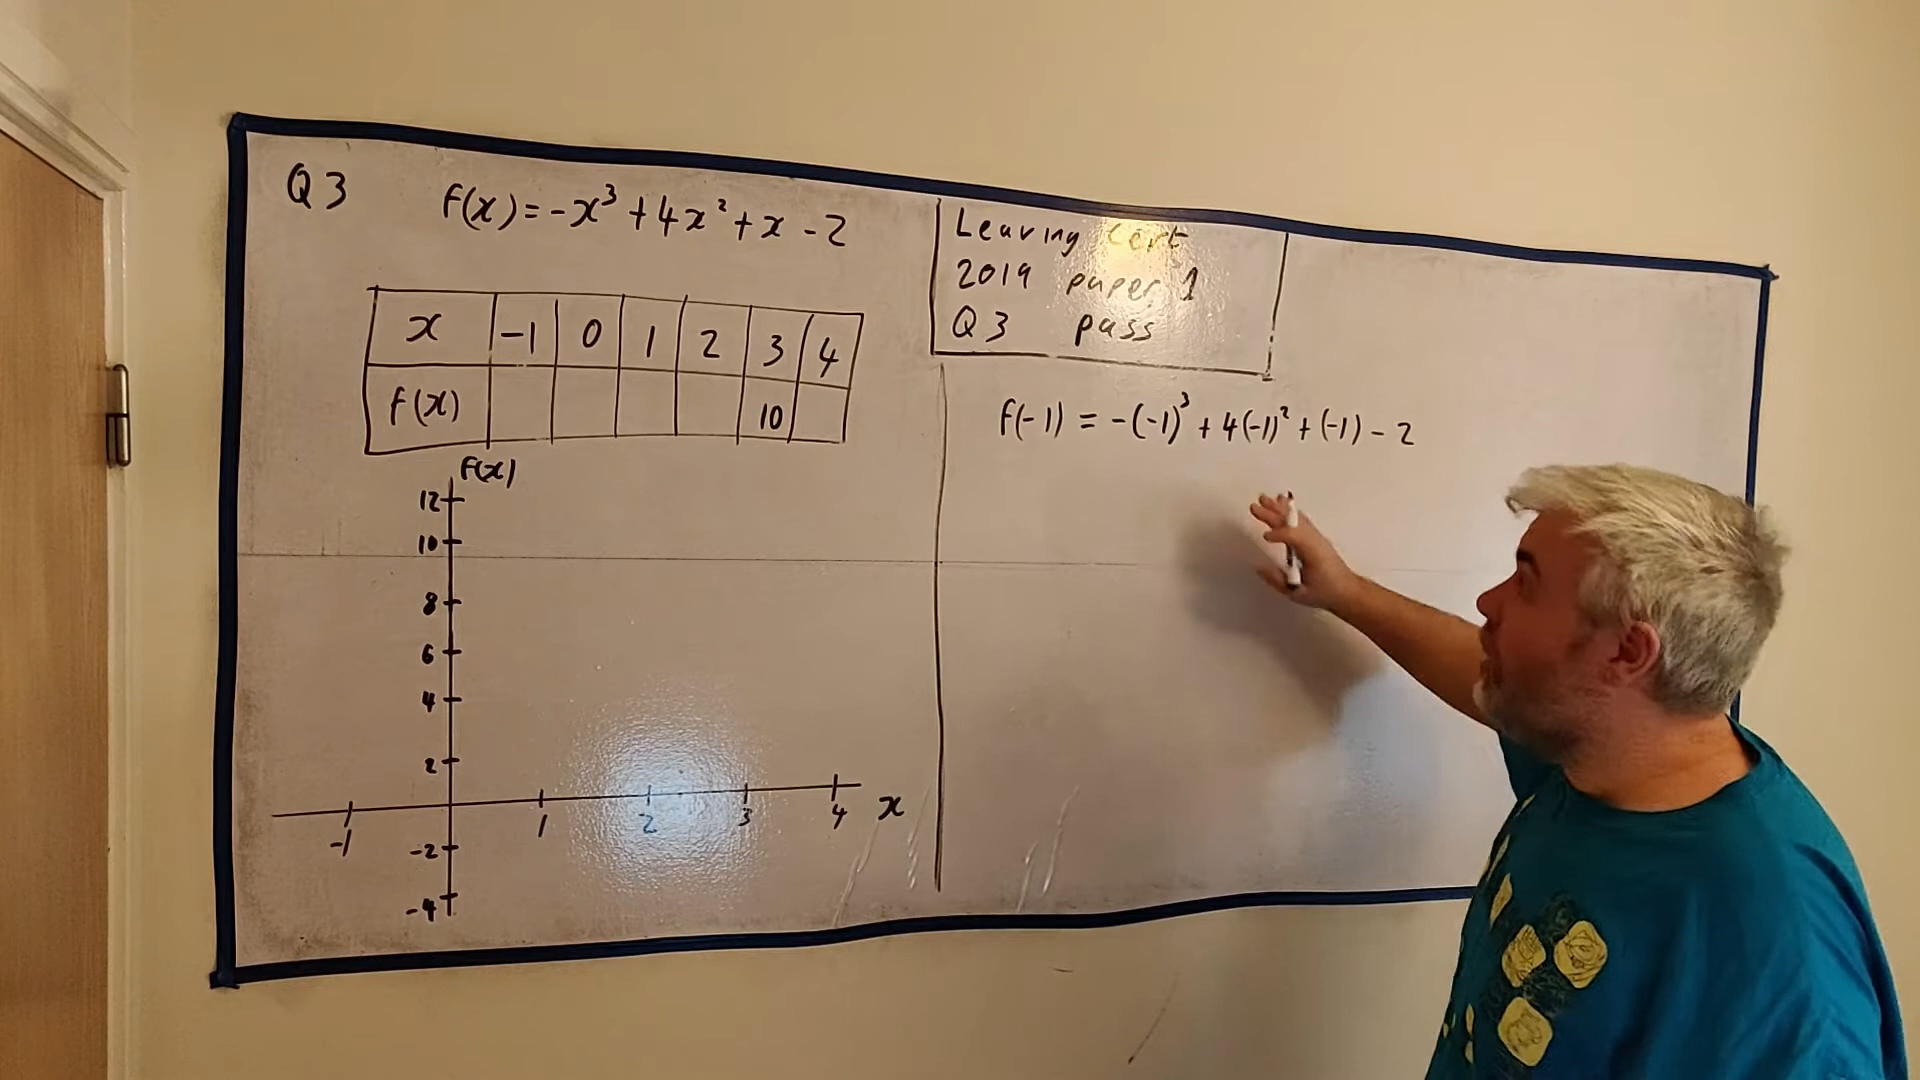 Q3 f(x) = -x³ + 4x² + x - 2
Leaving Cert
2019 paper 1
Q3 pass
x -1 0 1 2 3 4
f(x) 10
f(-1) = -(-1)³ + 4(-1)² + (-1) - 2
f(x)
12
10
8
6
4
2
-1 1 2 3 4 x
-2
-4